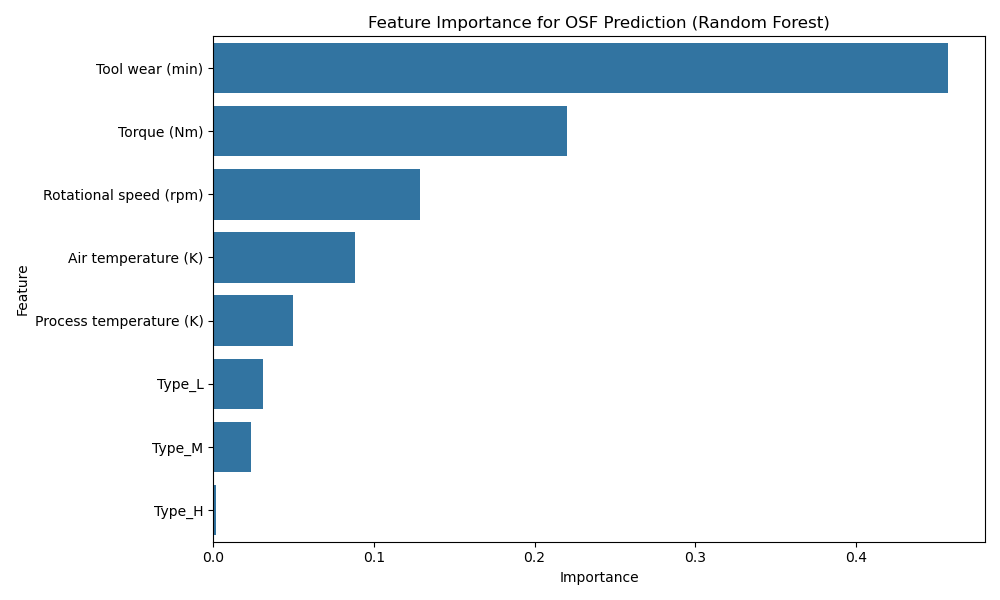 Feature Importance for OSF Prediction (Random Forest)
Feature
Tool wear (min)
Torque (Nm)
Rotational speed (rpm)
Air temperature (K)
Process temperature (K)
Type_L
Type_M
Type_H
0.0 0.1 0.2 0.3 0.4
Importance